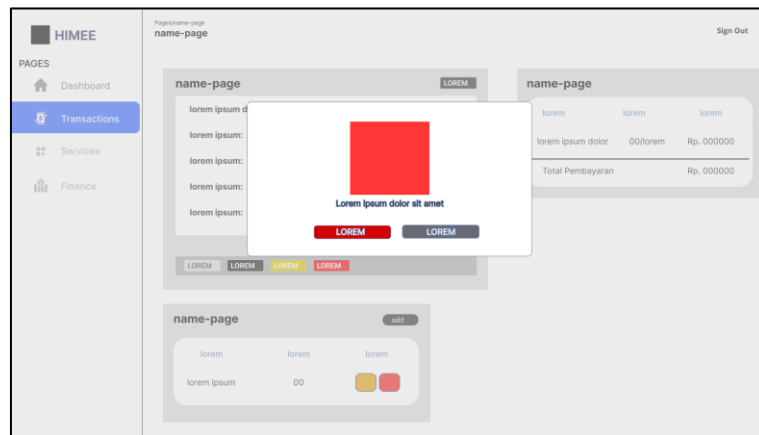 HIMEE
Pages/name-page
name-page
Sign Out
PAGES
Dashboard
Transactions
Services
Finance
name-page
LOREM
lorem ipsum d
lorem ipsum:
lorem ipsum:
lorem ipsum:
lorem ipsum:
LOREM LOREM LOREM LOREM
Lorem Ipsum dolor sit amet
LOREM LOREM
name-page
lorem lorem lorem
lorem ipsum dolor 00/lorem Rp. 000000
Total Pembayaran Rp. 000000
name-page
add
lorem lorem lorem
lorem ipsum 00